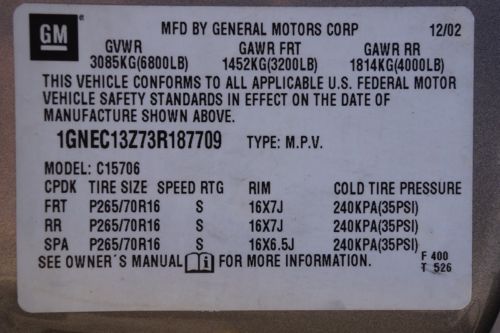 GM
MFD BY GENERAL MOTORS CORP 12/02
GVWR GAWR FRT GAWR RR
3085KG(6800LB) 1452KG(3200LB) 1814KG(4000LB)
THIS VEHICLE CONFORMS TO ALL APPLICABLE U.S. FEDERAL MOTOR
VEHICLE SAFETY STANDARDS IN EFFECT ON THE DATE OF
MANUFACTURE SHOWN ABOVE.
1GNEC13Z73R187709 TYPE: M.P.V.
MODEL: C15706
CPDK TIRE SIZE SPEED RTG RIM COLD TIRE PRESSURE
FRT P265/70R16 S 16X7J 240KPA(35PSI)
RR P265/70R16 S 16X7J 240KPA(35PSI)
SPA P265/70R16 S 16X6.5J 240KPA(35PSI)
SEE OWNER´S MANUAL FOR MORE INFORMATION. F 400
T 526